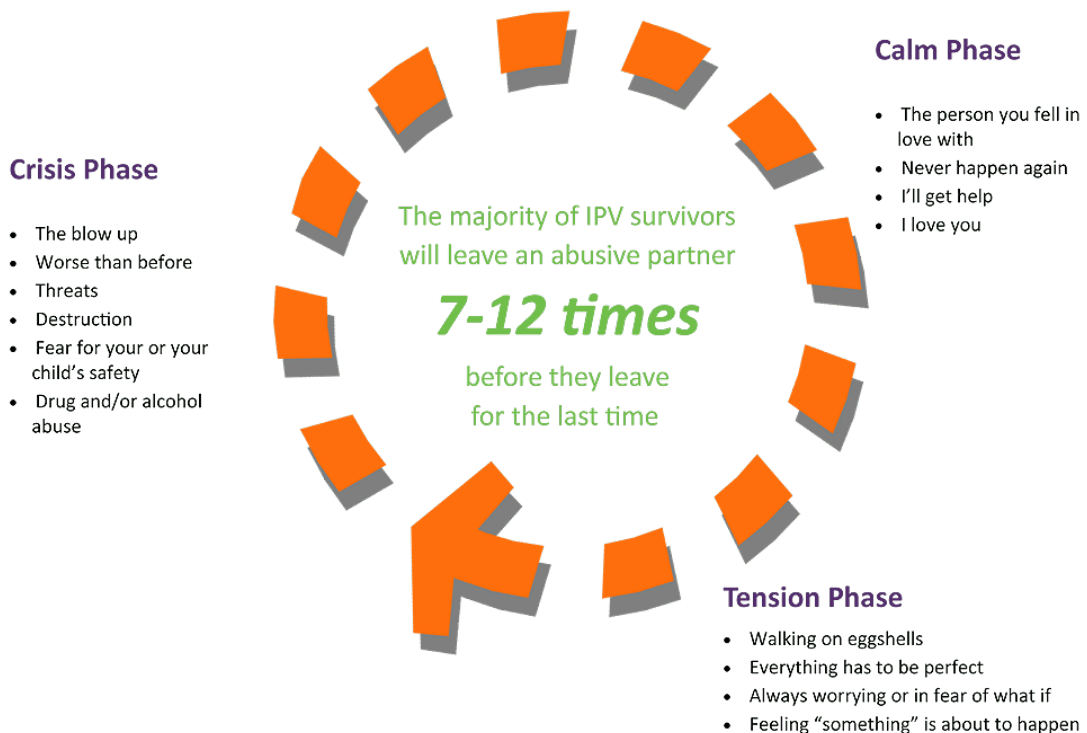 Calm Phase
• The person you fell in
love with
• Never happen again
• I'll get help
• I love you
Crisis Phase
• The blow up
• Worse than before
• Threats
• Destruction
• Fear for your or your
child's safety
• Drug and/or alcohol
abuse
The majority of IPV survivors
will leave an abusive partner
7-12 times
before they leave
for the last time
Tension Phase
• Walking on eggshells
• Everything has to be perfect
• Always worrying or in fear of what if
• Feeling “something” is about to happen